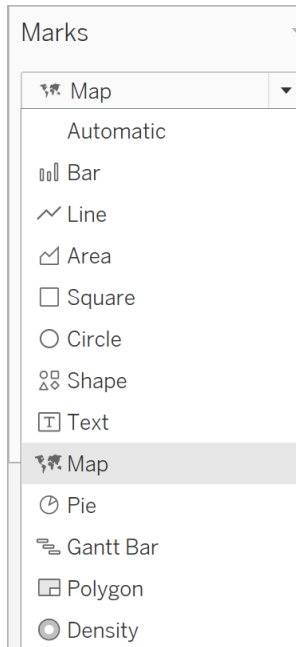 Marks
Map
Automatic
Bar
Line
Area
Square
Circle
Shape
T Text
Map
Pie
Gantt Bar
Polygon
Density